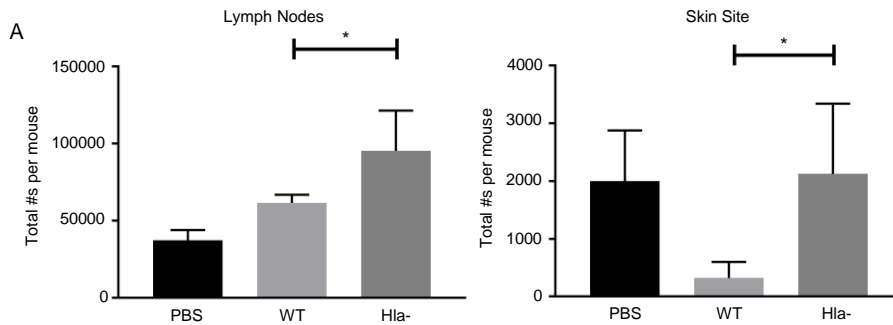 A
Lymph Nodes
*
Total #s per mouse
150000
100000
50000
0
PBS
WT
Hla-
Skin Site
*
Total #s per mouse
4000
3000
2000
1000
0
PBS
WT
Hla-